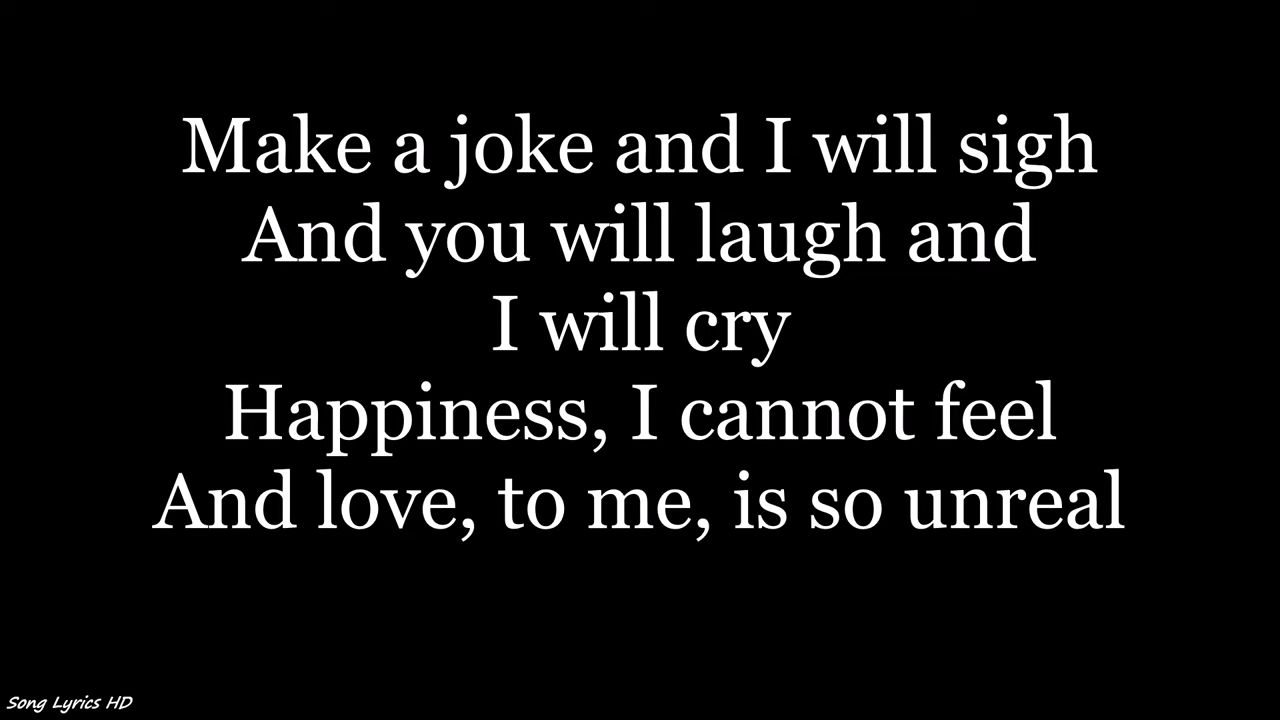 Make a joke and I will sigh
And you will laugh and
I will cry
Happiness, I cannot feel
And love, to me, is so unreal
Song Lyrics HD